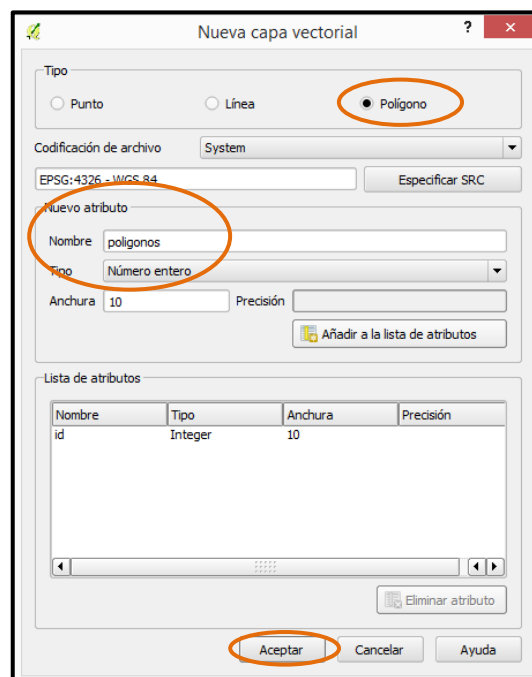 Nueva capa vectorial
?
×
Tipo
Punto
Línea
Polígono
Codificación de archivo
System
EPSG:4326 - WGS 84
Especificar SRC
Nuevo atributo
Nombre
poligonos
Tipo
Número entero
Anchura
10
Precisión
Añadir a la lista de atributos
Lista de atributos
Nombre Tipo Anchura Precisión
id Integer 10
Eliminar atributo
Aceptar
Cancelar
Ayuda